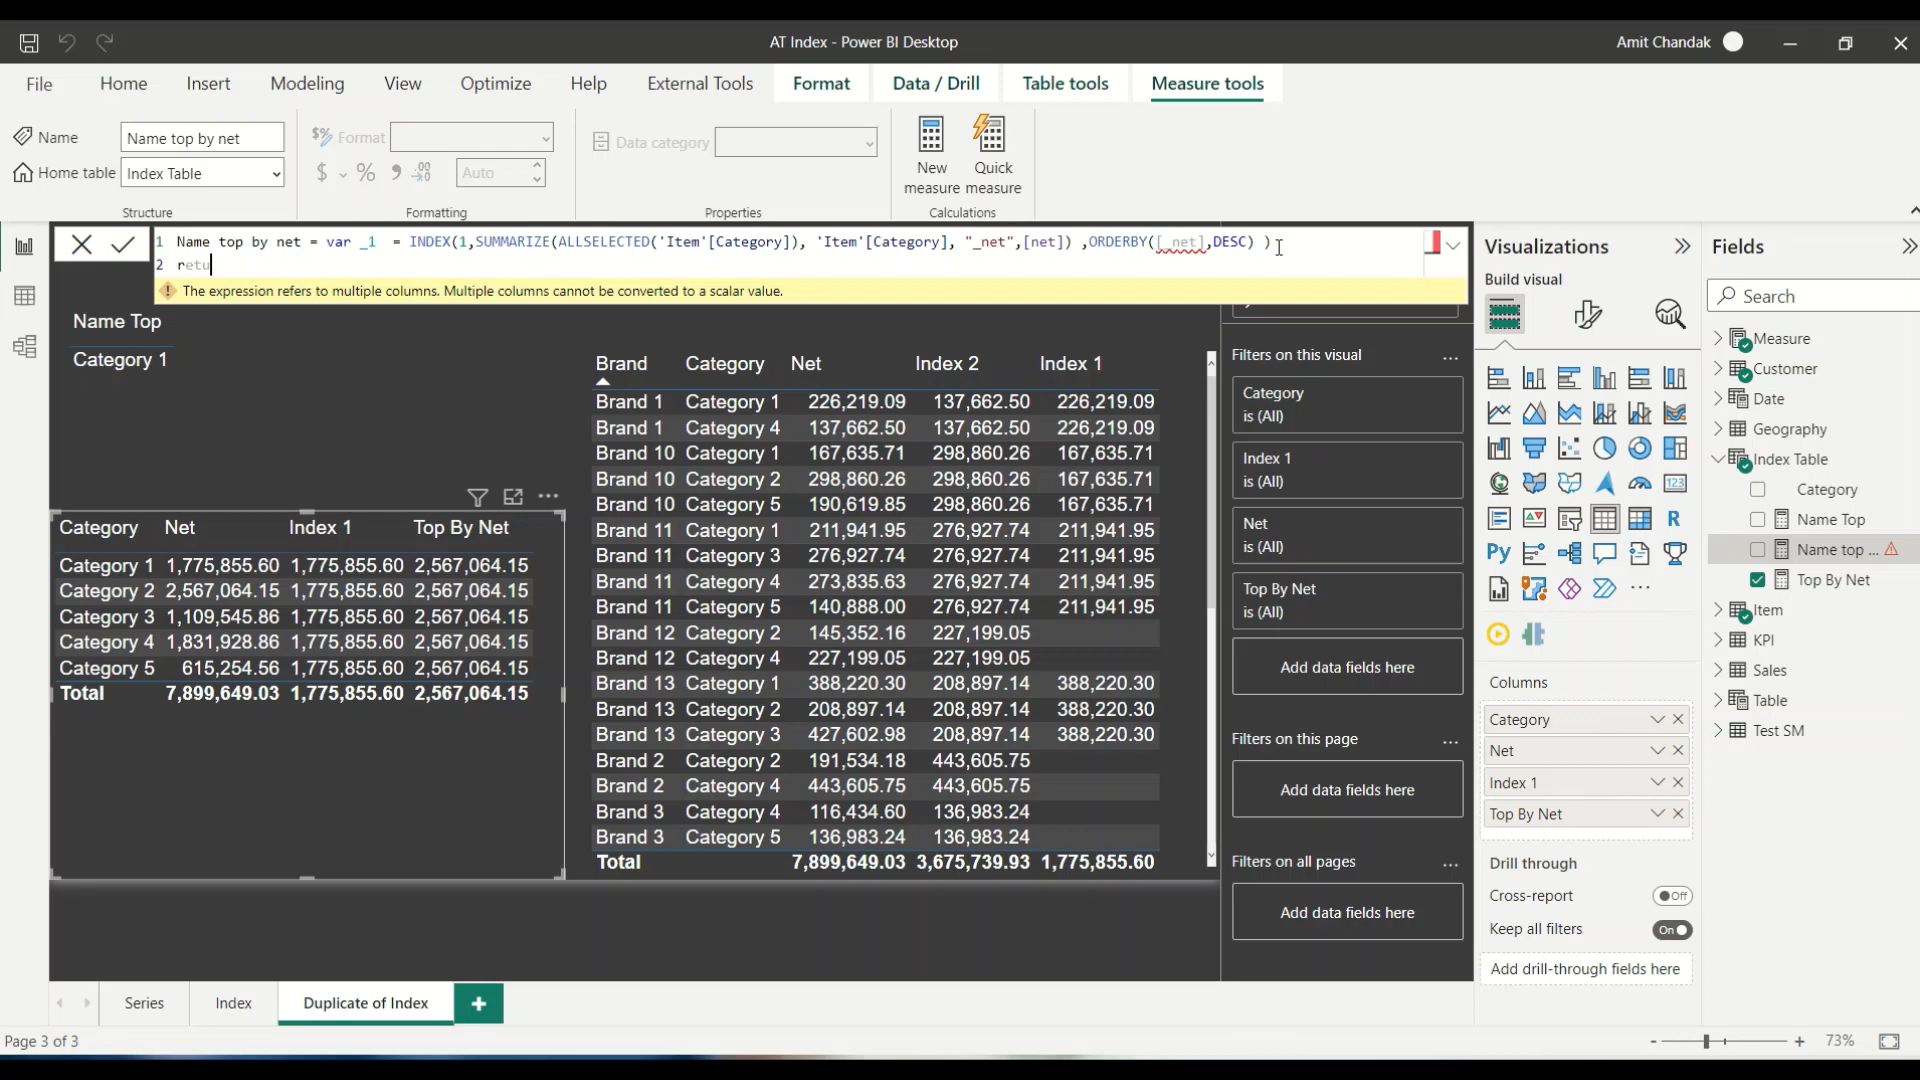 AT Index - Power BI Desktop
Amit Chandak
File Home Insert Modeling View Optimize Help External Tools Format Data / Drill Table tools Measure tools
Name Name top by net
Home table Index Table
Structure
$% Format
$ % 9 .00
Auto
Formatting
Data category
Properties
New measure
Quick measure
Calculations
1 Name top by net = var _1 = INDEX(1,SUMMARIZE(ALLSELECTED('Item'[Category]), 'Item'[Category], "_net",[net]) ,ORDERBY([_net],DESC) )
2 retu
The expression refers to multiple columns. Multiple columns cannot be converted to a scalar value.
Name Top
Category 1
Category Net Index 1 Top By Net
Category 1 1,775,855.60 1,775,855.60 2,567,064.15
Category 2 2,567,064.15 1,775,855.60 2,567,064.15
Category 3 1,109,545.86 1,775,855.60 2,567,064.15
Category 4 1,831,928.86 1,775,855.60 2,567,064.15
Category 5 615,254.56 1,775,855.60 2,567,064.15
Total 7,899,649.03 1,775,855.60 2,567,064.15
Brand Category Net Index 2 Index 1
Brand 1 Category 1 226,219.09 137,662.50 226,219.09
Brand 1 Category 4 137,662.50 137,662.50 226,219.09
Brand 10 Category 1 167,635.71 298,860.26 167,635.71
Brand 10 Category 2 298,860.26 298,860.26 167,635.71
Brand 10 Category 5 190,619.85 298,860.26 167,635.71
Brand 11 Category 1 211,941.95 276,927.74 211,941.95
Brand 11 Category 3 276,927.74 276,927.74 211,941.95
Brand 11 Category 4 273,835.63 276,927.74 211,941.95
Brand 11 Category 5 140,888.00 276,927.74 211,941.95
Brand 12 Category 2 145,352.16 227,199.05
Brand 12 Category 4 227,199.05 227,199.05
Brand 13 Category 1 388,220.30 208,897.14 388,220.30
Brand 13 Category 2 208,897.14 208,897.14 388,220.30
Brand 13 Category 3 427,602.98 208,897.14 388,220.30
Brand 2 Category 2 191,534.18 443,605.75
Brand 2 Category 4 443,605.75 443,605.75
Brand 3 Category 4 116,434.60 136,983.24
Brand 3 Category 5 136,983.24 136,983.24
Total 7,899,649.03 3,675,739.93 1,775,855.60
Filters on this visual ...
Category
is (All)
Index 1
is (All)
Net
is (All)
Top By Net
is (All)
Add data fields here
Filters on this page ...
Add data fields here
Filters on all pages ...
Add data fields here
Visualizations
Build visual
123
R
Py
Columns
Category
Net
Index 1
Top By Net
Drill through
Cross-report Off
Keep all filters On
Add drill-through fields here
Fields
Search
Measure
Customer
Date
Geography
Index Table
Category
Name Top
Name top ...
Top By Net
Item
KPI
Sales
Table
Test SM
Series Index Duplicate of Index +
Page 3 of 3
- + 73%